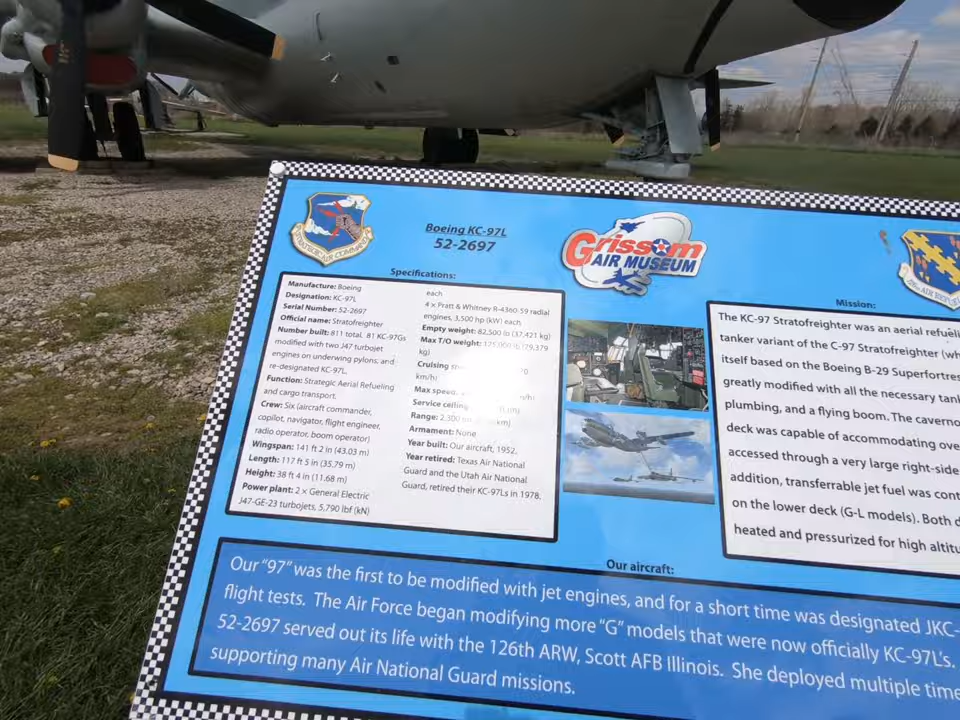 STRATEGIC AIR COMMAND
Boeing KC-97L
52-2697
Grissom
AIR MUSEUM
Specifications:
Manufacture: Boeing
Designation: KC-97L
Serial Number: 52-2697
Official name: Stratofreighter
Number built: 811 total. 81 KC-97Gs
modified with two J47 turbojet
engines on underwing pylons, and
re-designated KC-97L.
Function: Strategic Aerial Refueling
and cargo transport.
Crew: Six (aircraft commander,
copilot, navigator, flight engineer,
radio operator, boom operator)
Wingspan: 141 ft 2 in (43.03 m)
Length: 117 ft 5 in (35.79 m)
Height: 38 ft 4 in (11.68 m)
Power plant: 2 × General Electric
J47-GE-23 turbojets, 5,790 lbf (kN)
each
4 × Pratt & Whitney R-4360-59 radial
engines, 3,500 hp (kW) each
Empty weight: 82,500 lb (37,421 kg)
Max T/O weight: 175,000 lb (79,379
kg)
Cruising
km/h)
Max speed.
Service ceiling
Range: 2,300
Armament: None
Year built: Our aircraft, 1952.
Year retired: Texas Air National
Guard and the Utah Air National
Guard, retired their KC-97Ls in 1978.
Mission:
The KC-97 Stratofreighter was an aerial refueli
tanker variant of the C-97 Stratofreighter (wh
itself based on the Boeing B-29 Superfortres
greatly modified with all the necessary tank
plumbing, and a flying boom. The caverno
deck was capable of accommodating ove
accessed through a very large right-side
addition, transferrable jet fuel was cont
on the lower deck (G-L models). Both d
heated and pressurized for high altitu
Our aircraft:
Our "97" was the first to be modified with jet engines, and for a short time was designated JKC-
flight tests. The Air Force began modifying more "G" models that were now officially KC-97L's.
52-2697 served out its life with the 126th ARW, Scott AFB Illinois. She deployed multiple time
supporting many Air National Guard missions.